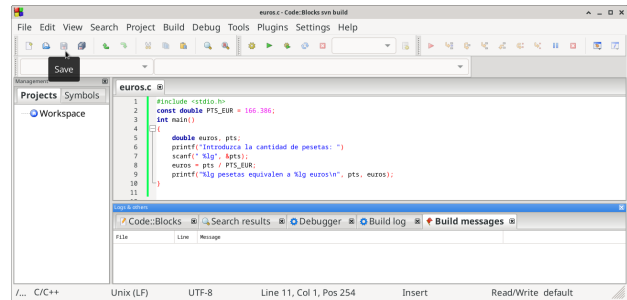 euros.c - Code::Blocks svn build
File Edit View Search Project Build Debug Tools Plugins Settings Help
Save
Management
Projects Symbols
Workspace
euros.c
1 #include <stdio.h>
2 const double PTS_EUR = 166.386;
3 int main()
4 {
5 double euros, pts;
6 printf("Introduzca la cantidad de pesetas: ")
7 scanf(" %lg", &pts);
8 euros = pts / PTS_EUR;
9 printf("%lg pesetas equivalen a %lg euros\n", pts, euros);
10 }
11
Logs & others
Code::Blocks Search results Debugger Build log Build messages
File Line Message
/... C/C++ Unix (LF) UTF-8 Line 11, Col 1, Pos 254 Insert Read/Write default